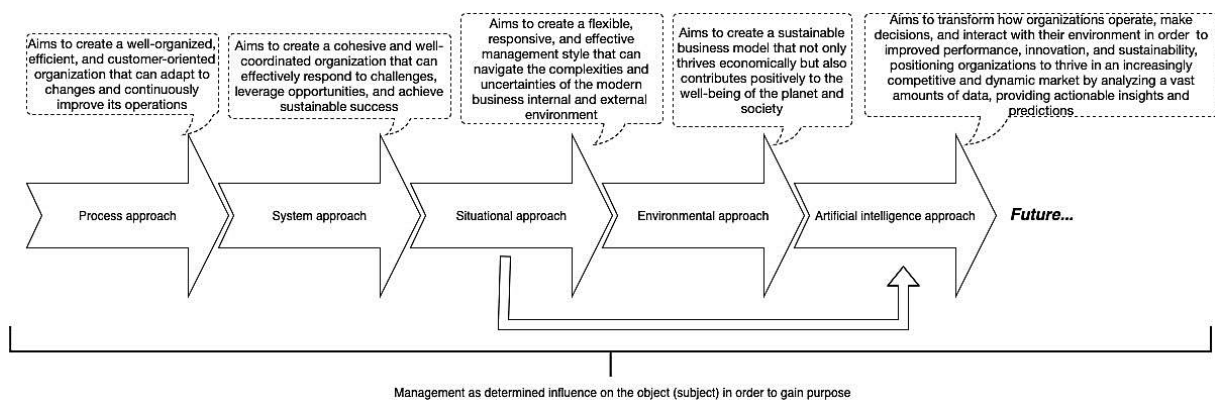 Aims to create a well-organized,
efficient, and customer-oriented
organization that can adapt to
changes and continuously
improve its operations
Aims to create a cohesive and well-
coordinated organization that can
effectively respond to challenges,
leverage opportunities, and achieve
sustainable success
Aims to create a flexible,
responsive, and effective
management style that can
navigate the complexities and
uncertainties of the modern
business internal and external
environment
Aims to create a sustainable
business model that not only
thrives economically but also
contributes positively to the
well-being of the planet and
society
Aims to transform how organizations operate, make
decisions, and interact with their environment in order to
improved performance, innovation, and sustainability,
positioning organizations to thrive in an increasingly
competitive and dynamic market by analyzing a vast
amounts of data, providing actionable insights and
predictions
Process approach
System approach
Situational approach
Environmental approach
Artificial intelligence approach
Future...
Management as determined influence on the object (subject) in order to gain purpose